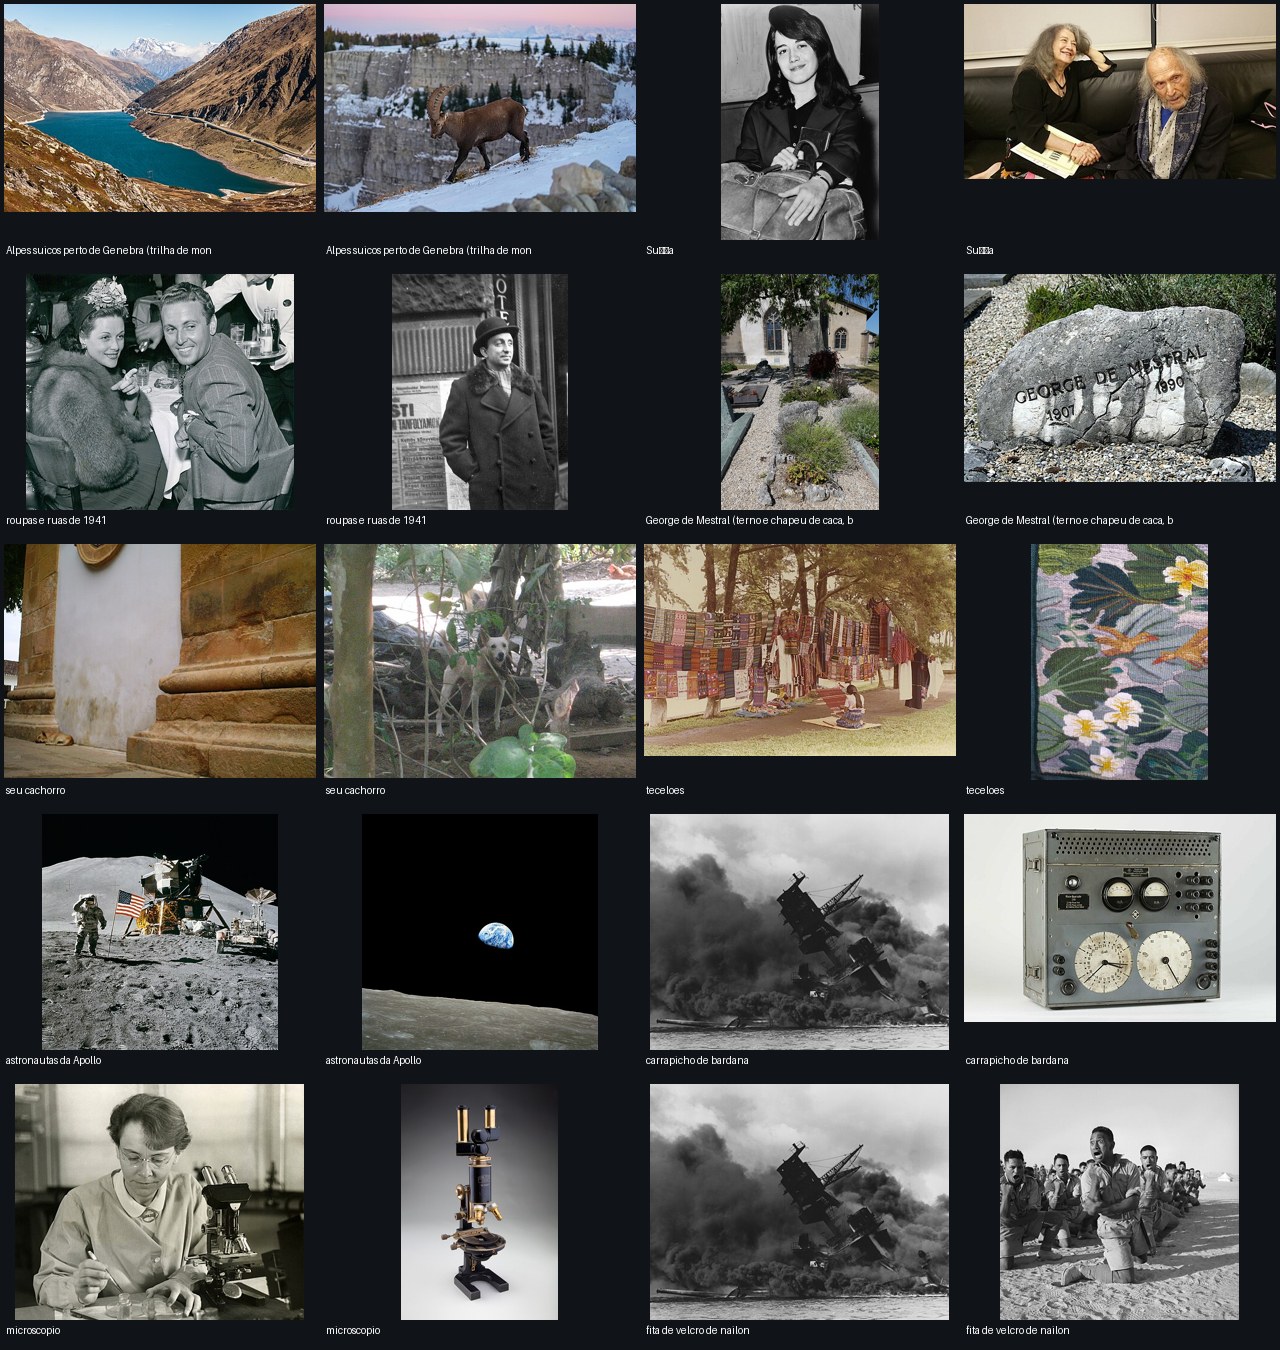 Alpes suicos perto de Genebra (trilha de mon
Alpes suicos perto de Genebra (trilha de mon
roupas e ruas de 1941
roupas e ruas de 1941
GEORGE DE MESTRAL
1907
1990
George de Mestral (terno e chapeu de caca, b
George de Mestral (terno e chapeu de caca, b
seu cachorro
seu cachorro
teceloes
teceloes
astronautas da Apollo
astronautas da Apollo
carrapicho de bardana
carrapicho de bardana
microscopio
microscopio
fita de velcro de nailon
fita de velcro de nailon